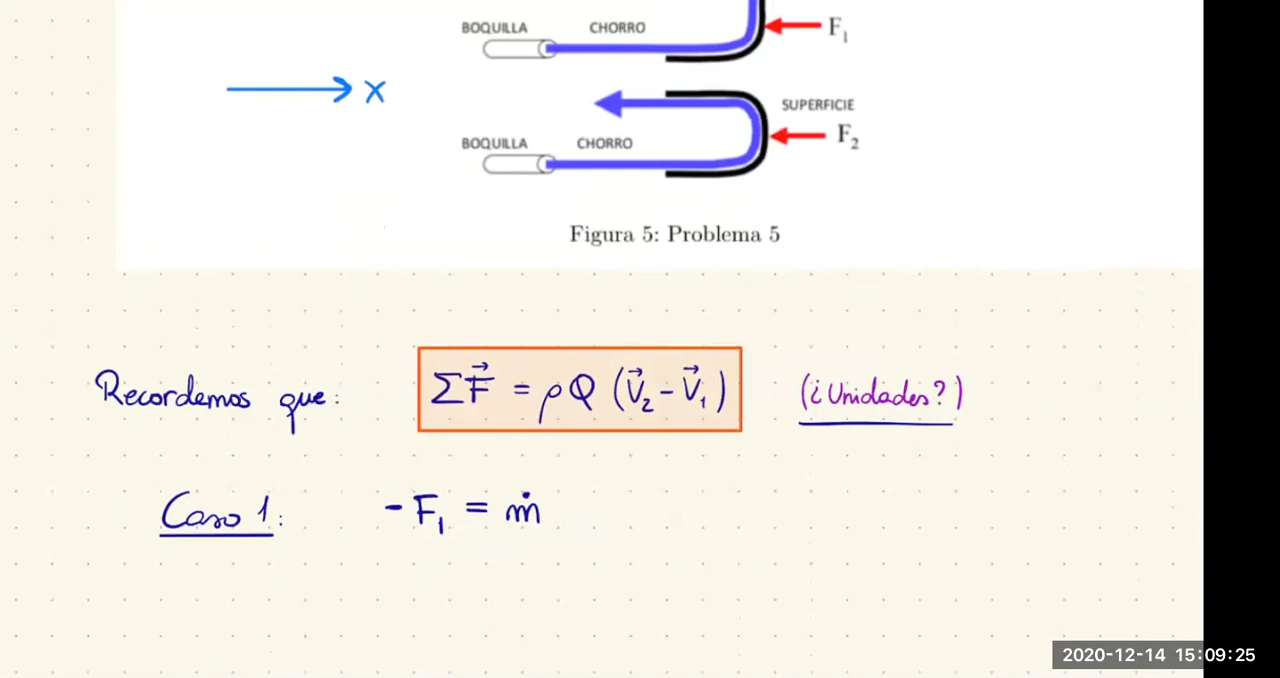 BOQUILLA CHORRO F₁
X
SUPERFICIE
BOQUILLA CHORRO F₂
Figura 5: Problema 5
Recordemos que: ΣF⃗ = ρQ (V⃗₂ - V⃗₁) (¿Unidades?)
Caso 1: - F₁ = ṁ
2020-12-14 15:09:25